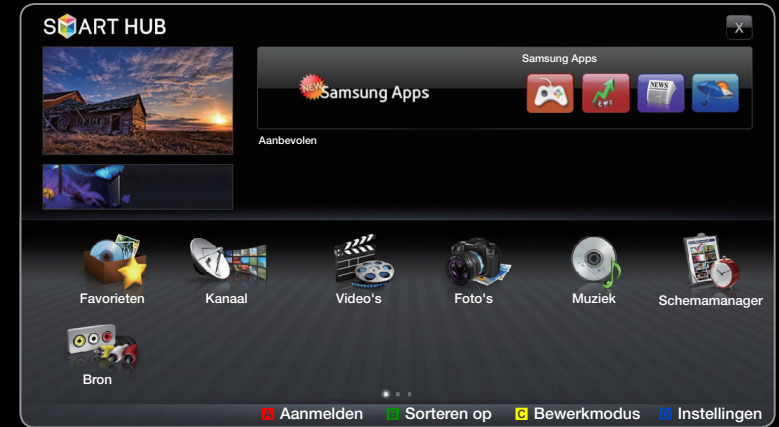 SMART HUB
X
Samsung Apps
NEW Samsung Apps
NEWS
Aanbevolen
Favorieten Kanaal Video's Foto's Muziek Schemamanager
Bron
A Aanmelden B Sorteren op C Bewerkmodus D Instellingen